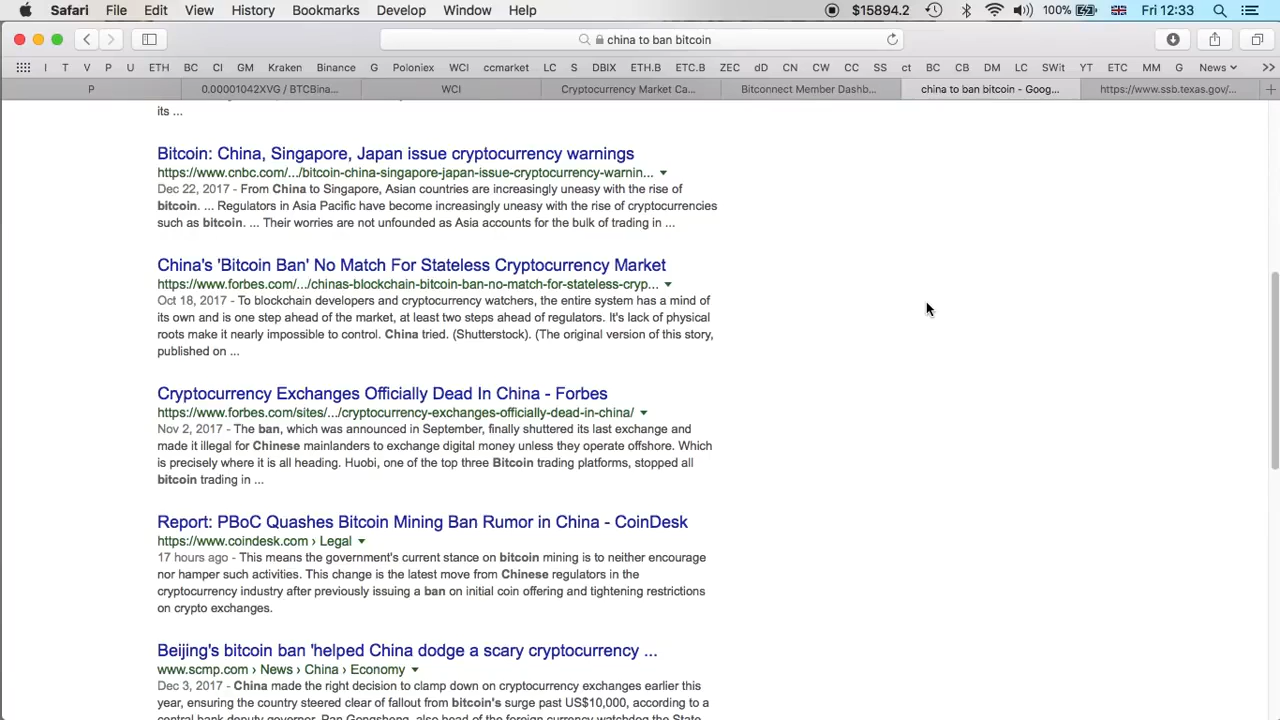 Safari File Edit View History Bookmarks Develop Window Help $15894.2 100% Fri 12:33
china to ban bitcoin
I T V P U ETH BC CI GM Kraken Binance G Poloniex WCI ccmarket LC S DBIX ETH.B ETC.B ZEC dD CN CW CC SS ct BC CB DM LC SWit YT ETC MM G News >>
P 0.00001042XVG / BTCBina... WCI Cryptocurrency Market Ca... Bitconnect Member Dashb... china to ban bitcoin - Goog... https://www.ssb.texas.gov/... +
its ...
Bitcoin: China, Singapore, Japan issue cryptocurrency warnings
https://www.cnbc.com/.../bitcoin-china-singapore-japan-issue-cryptocurrency-warnin...
Dec 22, 2017 - From China to Singapore, Asian countries are increasingly uneasy with the rise of
bitcoin. ... Regulators in Asia Pacific have become increasingly uneasy with the rise of cryptocurrencies
such as bitcoin. ... Their worries are not unfounded as Asia accounts for the bulk of trading in ...
China's 'Bitcoin Ban' No Match For Stateless Cryptocurrency Market
https://www.forbes.com/.../chinas-blockchain-bitcoin-ban-no-match-for-stateless-cryp...
Oct 18, 2017 - To blockchain developers and cryptocurrency watchers, the entire system has a mind of
its own and is one step ahead of the market, at least two steps ahead of regulators. It's lack of physical
roots make it nearly impossible to control. China tried. (Shutterstock). (The original version of this story,
published on ...
Cryptocurrency Exchanges Officially Dead In China - Forbes
https://www.forbes.com/sites/.../cryptocurrency-exchanges-officially-dead-in-china/
Nov 2, 2017 - The ban, which was announced in September, finally shuttered its last exchange and
made it illegal for Chinese mainlanders to exchange digital money unless they operate offshore. Which
is precisely where it is all heading. Huobi, one of the top three Bitcoin trading platforms, stopped all
bitcoin trading in ...
Report: PBoC Quashes Bitcoin Mining Ban Rumor in China - CoinDesk
https://www.coindesk.com › Legal
17 hours ago - This means the government's current stance on bitcoin mining is to neither encourage
nor hamper such activities. This change is the latest move from Chinese regulators in the
cryptocurrency industry after previously issuing a ban on initial coin offering and tightening restrictions
on crypto exchanges.
Beijing's bitcoin ban 'helped China dodge a scary cryptocurrency ...
www.scmp.com › News › China › Economy
Dec 3, 2017 - China made the right decision to clamp down on cryptocurrency exchanges earlier this
year, ensuring the country steered clear of fallout from bitcoin's surge past US$10,000, according to a
central bank deputy governor. Pan Gongsheng, also head of the foreign currency watchdog the State